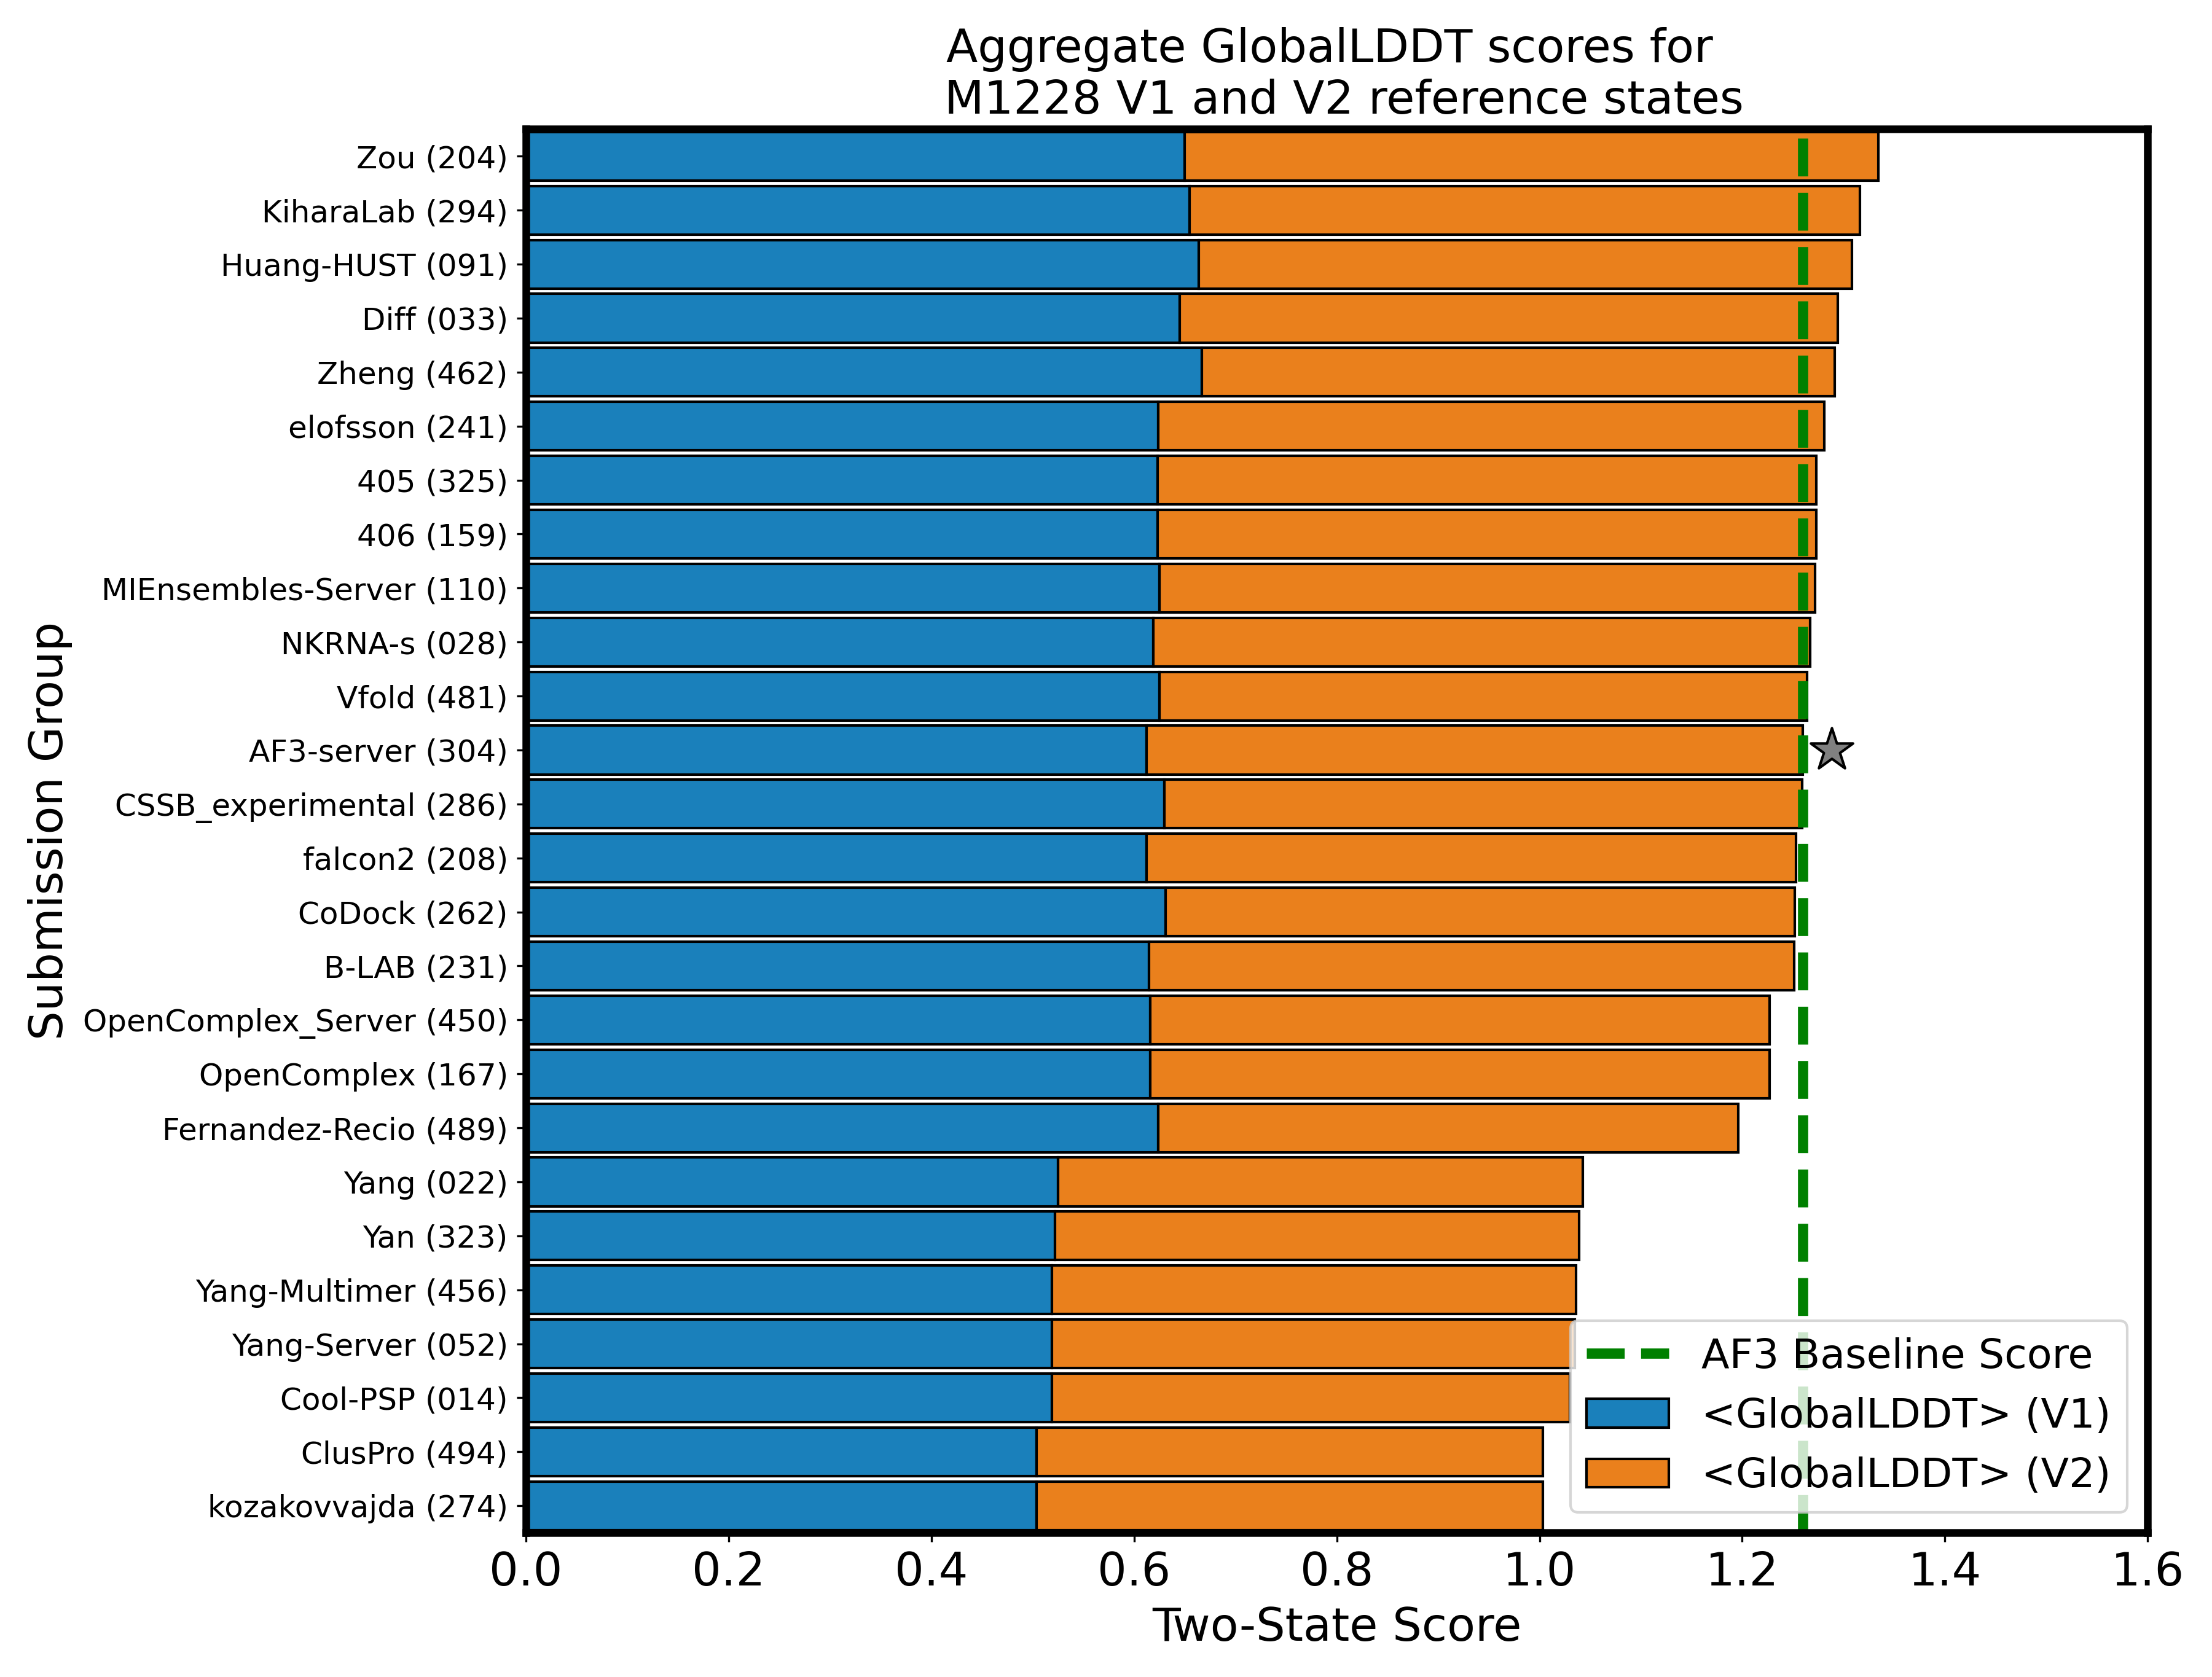 Aggregate GlobalLDDT scores for
M1228 V1 and V2 reference states
Submission Group
Zou (204)
KiharaLab (294)
Huang-HUST (091)
Diff (033)
Zheng (462)
elofsson (241)
405 (325)
406 (159)
MIEnsembles-Server (110)
NKRNA-s (028)
Vfold (481)
AF3-server (304)
CSSB_experimental (286)
falcon2 (208)
CoDock (262)
B-LAB (231)
OpenComplex_Server (450)
OpenComplex (167)
Fernandez-Recio (489)
Yang (022)
Yan (323)
Yang-Multimer (456)
Yang-Server (052)
Cool-PSP (014)
ClusPro (494)
kozakovvajda (274)
AF3 Baseline Score
<GlobalLDDT> (V1)
<GlobalLDDT> (V2)
0.0 0.2 0.4 0.6 0.8 1.0 1.2 1.4 1.6
Two-State Score